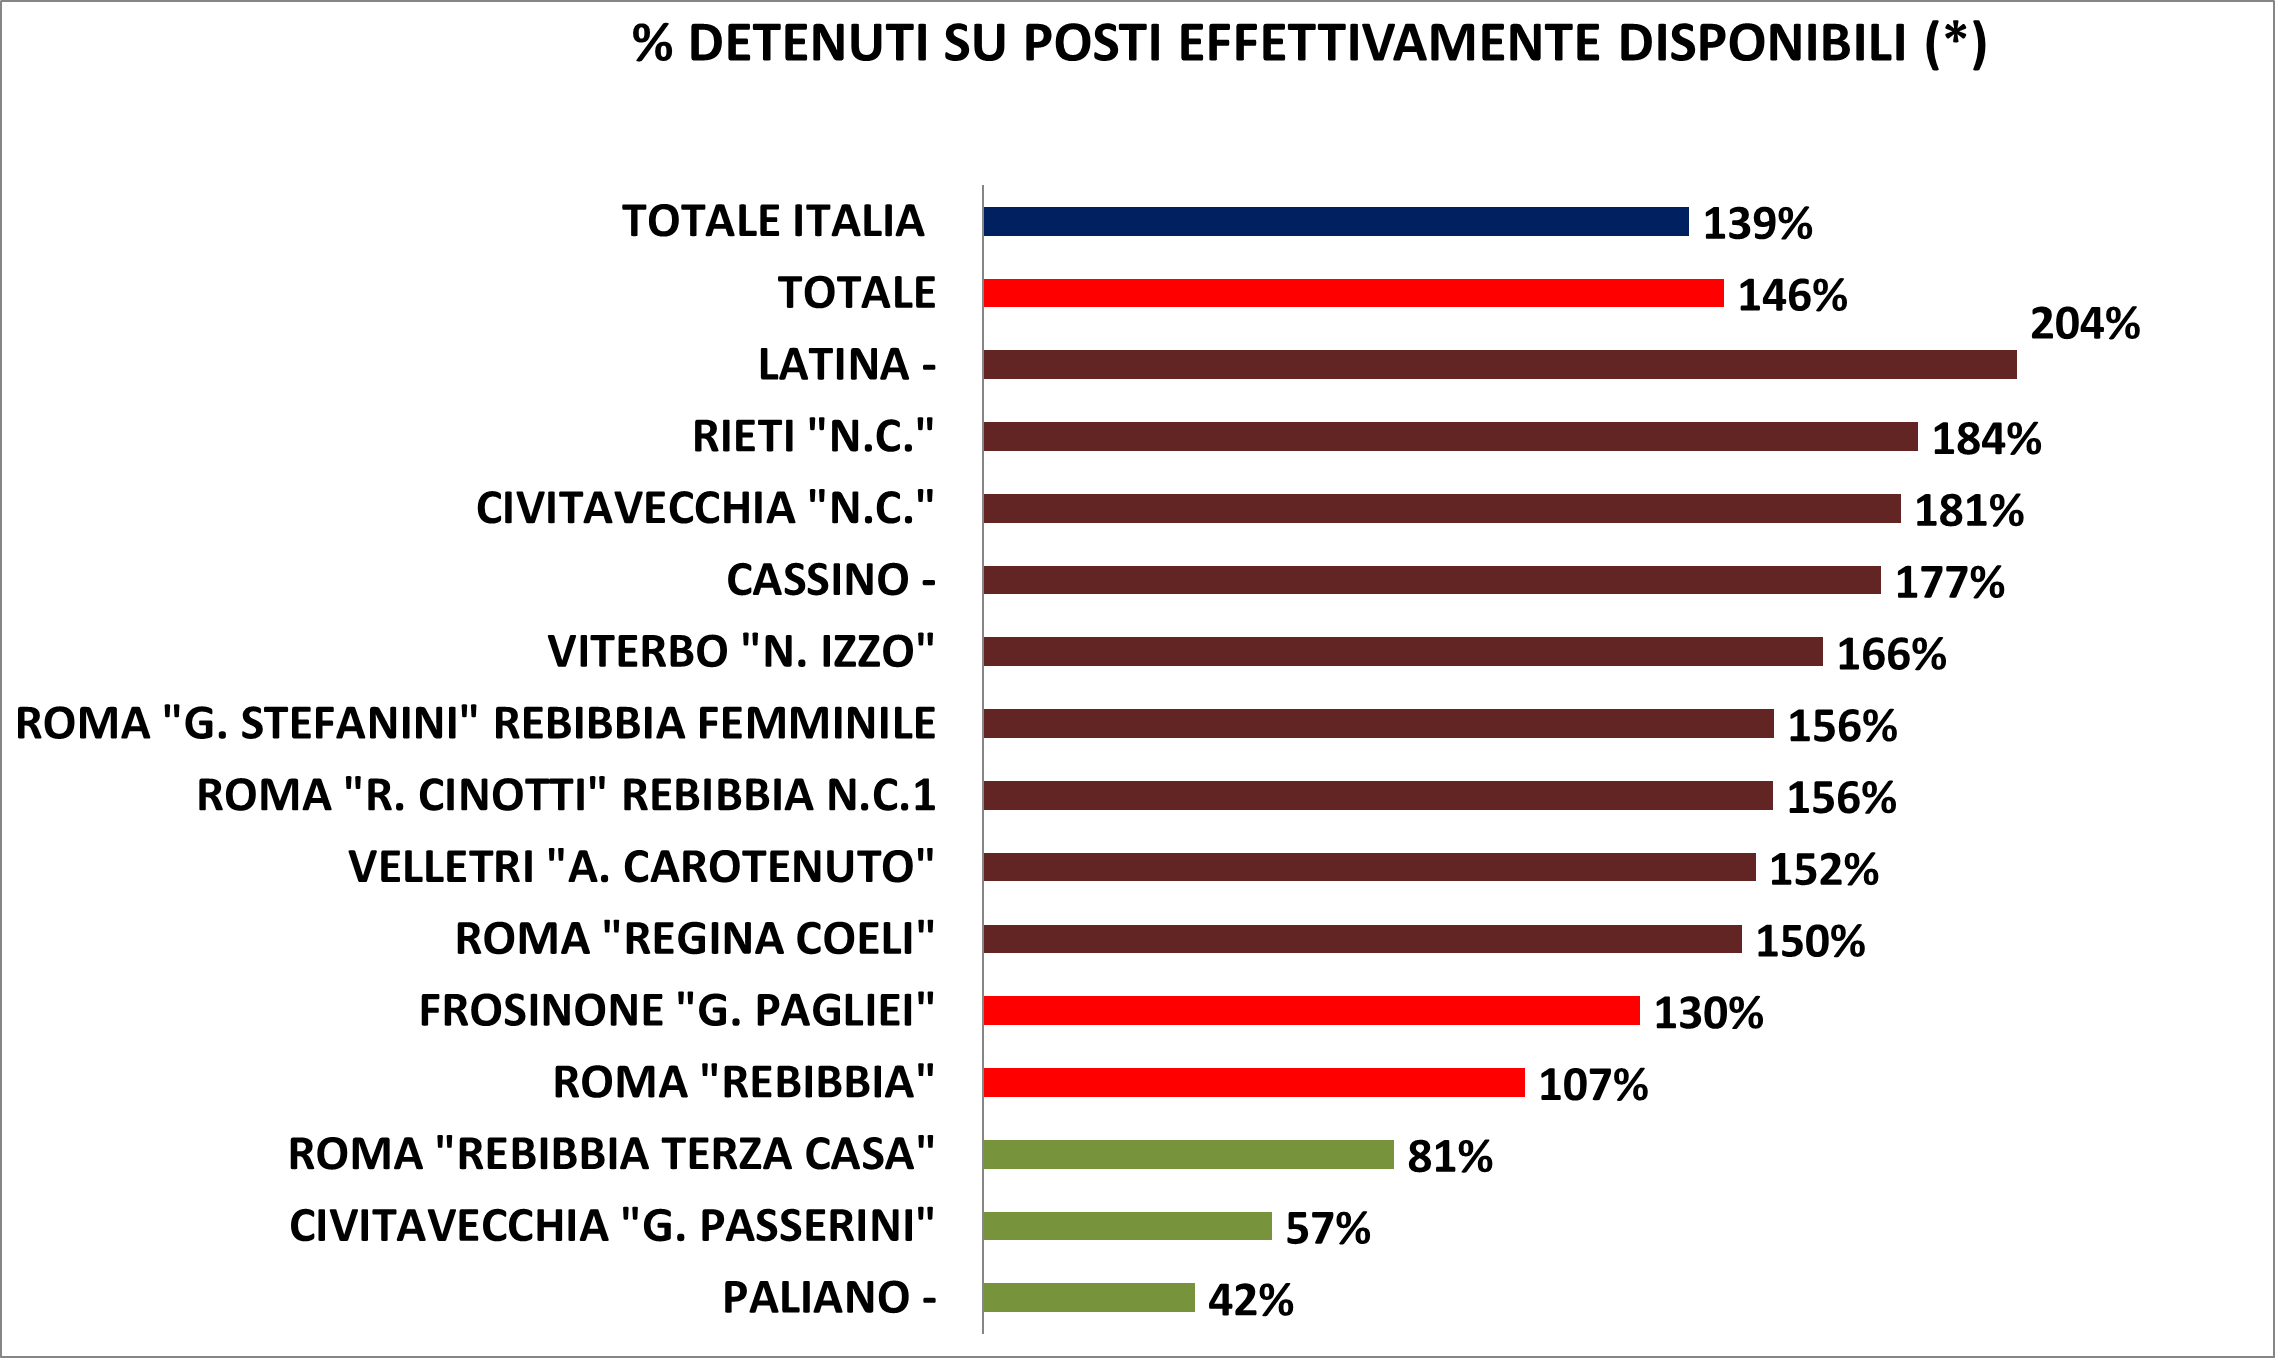 % DETENUTI SU POSTI EFFETTIVAMENTE DISPONIBILI (*)
TOTALE ITALIA 139%
TOTALE 146%
LATINA - 204%
RIETI "N.C." 184%
CIVITAVECCHIA "N.C." 181%
CASSINO - 177%
VITERBO "N. IZZO" 166%
ROMA "G. STEFANINI" REBIBBIA FEMMINILE 156%
ROMA "R. CINOTTI" REBIBBIA N.C.1 156%
VELLETRI "A. CAROTENUTO" 152%
ROMA "REGINA COELI" 150%
FROSINONE "G. PAGLIEI" 130%
ROMA "REBIBBIA" 107%
ROMA "REBIBBIA TERZA CASA" 81%
CIVITAVECCHIA "G. PASSERINI" 57%
PALIANO - 42%